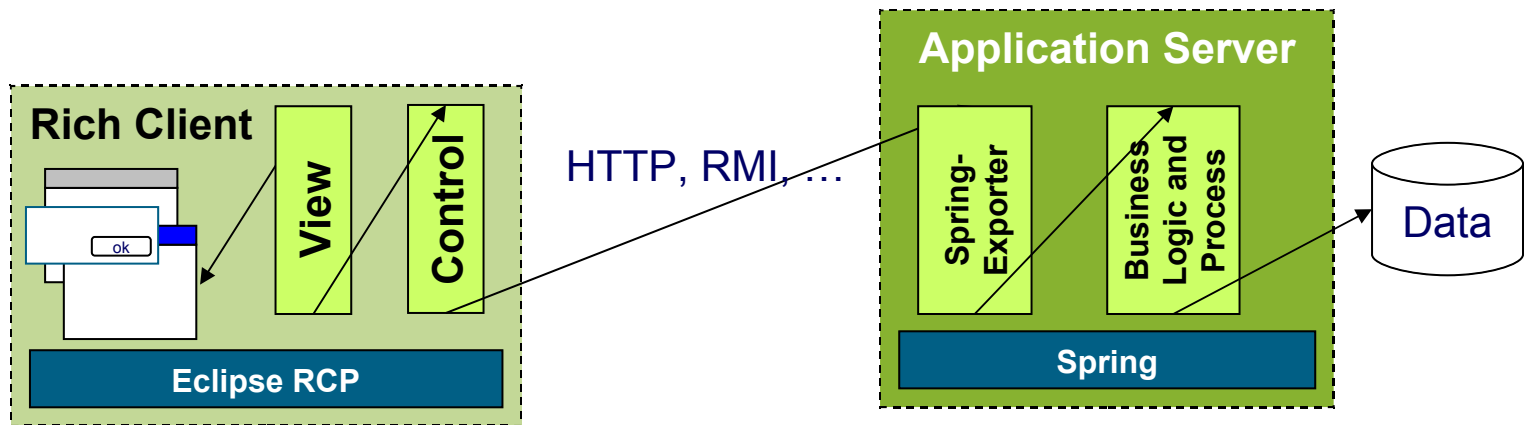 Rich Client
ok
View
Control
Eclipse RCP
HTTP, RMI, …
Application Server
Spring-
Exporter
Business
Logic and
Process
Spring
Data